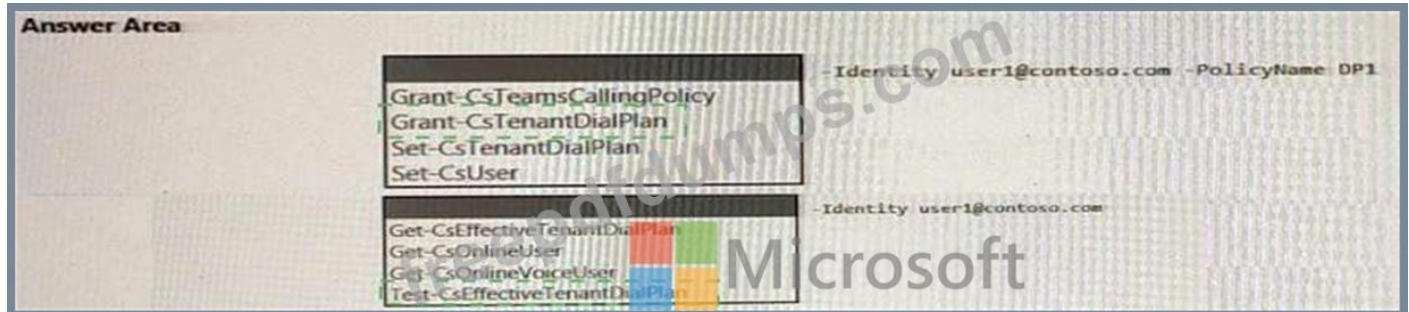 Answer Area
-Identity user1@contoso.com -PolicyName DP1
Grant-CsTeamsCallingPolicy
Grant-CsTenantDialPlan
Set-CsTenantDialPlan
Set-CsUser
-Identity user1@contoso.com
Get-CsEffectiveTenantDialPlan
Get-CsOnlineUser
Get-CsOnlineVoiceUser
Test-CsEffectiveTenantDialPlan
Microsoft